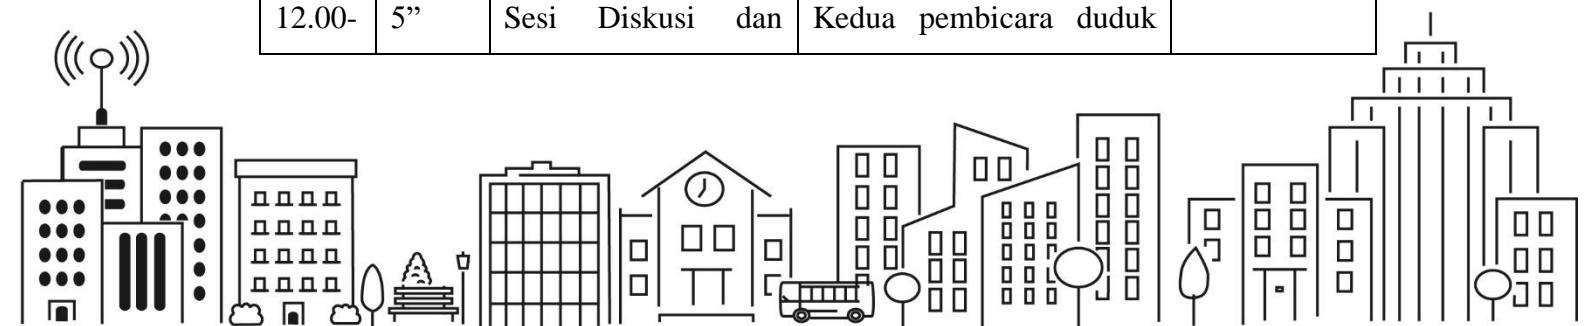 12.00- 5” Sesi Diskusi dan Kedua pembicara duduk